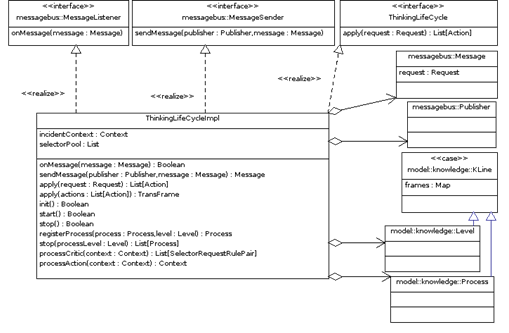 <<interface>>
messagebus::MessageListener
onMessage(message : Message)
<<interface>>
messagebus::MessageSender
sendMessage(publisher : Publisher,message : Message)
<<interface>>
ThinkingLifeCycle
apply(request : Request) : List[Action]
<<realize>>
<<realize>>
<<realize>>
messagebus::Message
request : Request
messagebus::Publisher
ThinkingLifeCycleImpl
incidentContext : Context
selectorPool : List
onMessage(message : Message) : Boolean
sendMessage(publisher : Publisher,message : Message) : Message
apply(request : Request) : List[Action]
apply(actions : List[Action]) : TransFrame
init() : Boolean
start() : Boolean
stop() : Boolean
registerProcess(process : Process,level : Level) : Process
stop(processLevel : Level) : List[Process]
processCritic(context : Context) : List[SelectorRequestRulePair]
processAction(context : Context) : Context
<<case>>
model::knowledge::KLine
frames : Map
model::knowledge::Level
model::knowledge::Process